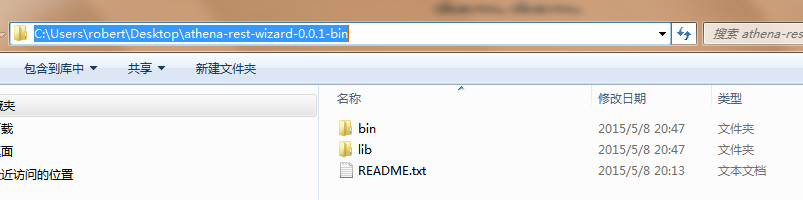 C:\Users\robert\Desktop\athena-rest-wizard-0.0.1-bin
搜索 athena-res
包含到库中 共享 新建文件夹
名称 修改日期 类型
bin 2015/5/8 20:47 文件夹
lib 2015/5/8 20:47 文件夹
README.txt 2015/5/8 20:13 文本文档
夹
载
面
近访问的位置